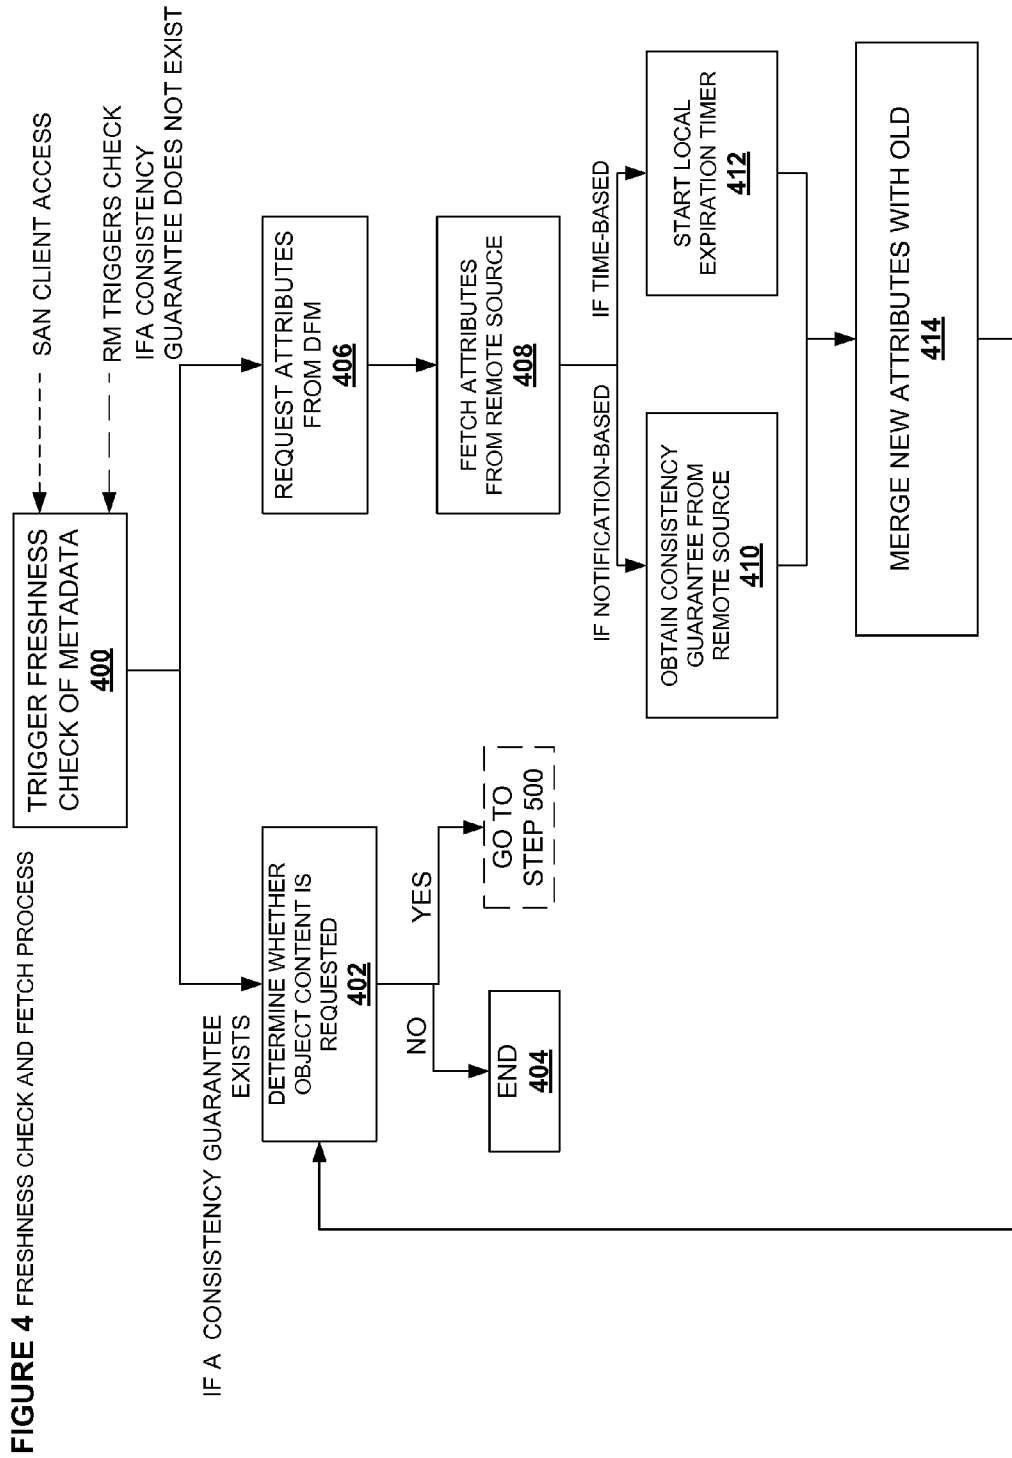 FIGURE 4 FRESHNESS CHECK AND FETCH PROCESS
TRIGGER FRESHNESS
CHECK OF METADATA
400
SAN CLIENT ACCESS
RM TRIGGERS CHECK
IFA CONSISTENCY
GUARANTEE DOES NOT EXIST
IF A CONSISTENCY GUARANTEE
EXISTS
DETERMINE WHETHER
OBJECT CONTENT IS
REQUESTED
402
NO
YES
END
404
GO TO
STEP 500
REQUEST ATTRIBUTES
FROM DFM
406
FETCH ATTRIBUTES
FROM REMOTE SOURCE
408
IF NOTIFICATION-BASED
IF TIME-BASED
OBTAIN CONSISTENCY
GUARANTEE FROM
REMOTE SOURCE
410
START LOCAL
EXPIRATION TIMER
412
MERGE NEW ATTRIBUTES WITH OLD
414